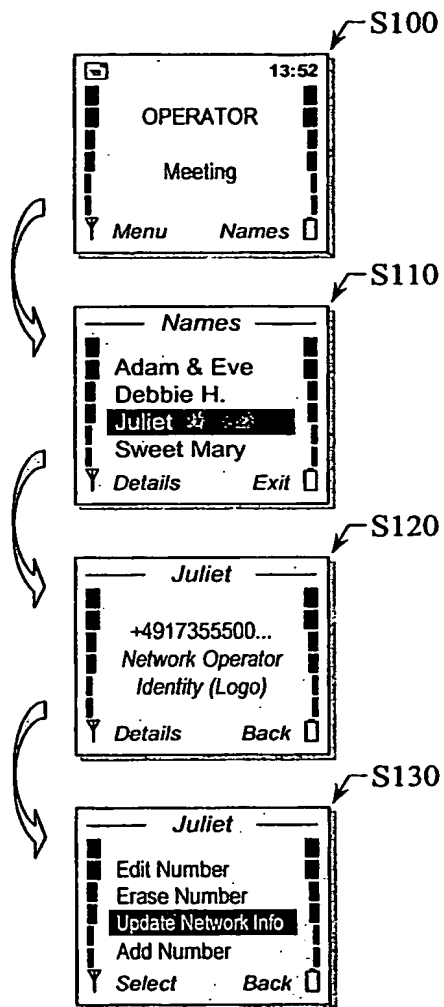 S100
13:52
OPERATOR
Meeting
Menu Names
S110
Names
Adam & Eve
Debbie H.
Juliet
Sweet Mary
Details Exit
S120
Juliet
+4917355500...
Network Operator
Identity (Logo)
Details Back
S130
Juliet
Edit Number
Erase Number
Update Network Info
Add Number
Select Back